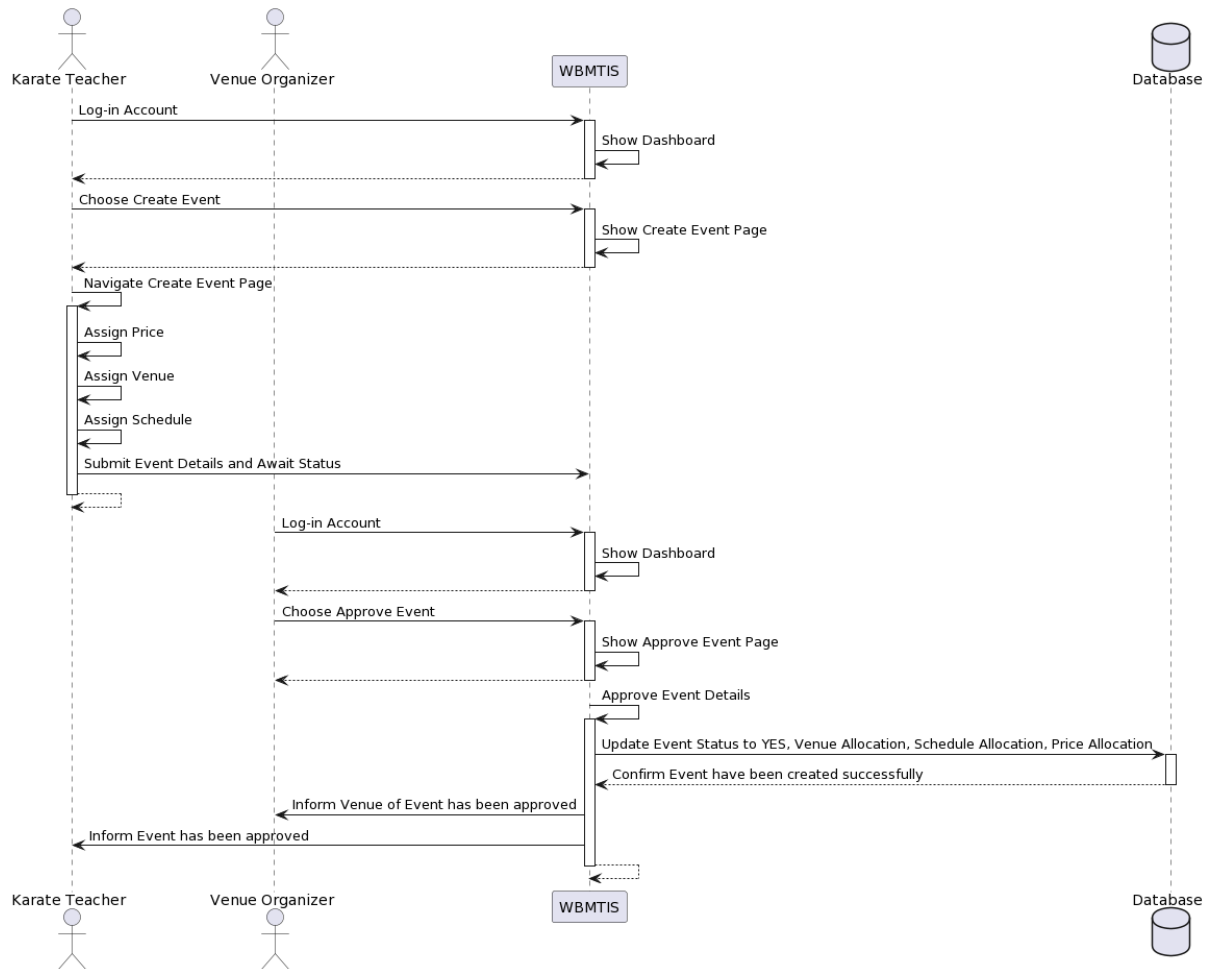 Karate Teacher
Venue Organizer
WBMTIS
Database
Log-in Account
Show Dashboard
Choose Create Event
Show Create Event Page
Navigate Create Event Page
Assign Price
Assign Venue
Assign Schedule
Submit Event Details and Await Status
Log-in Account
Show Dashboard
Choose Approve Event
Show Approve Event Page
Approve Event Details
Update Event Status to YES, Venue Allocation, Schedule Allocation, Price Allocation
Confirm Event have been created successfully
Inform Venue of Event has been approved
Inform Event has been approved
Karate Teacher
Venue Organizer
WBMTIS
Database